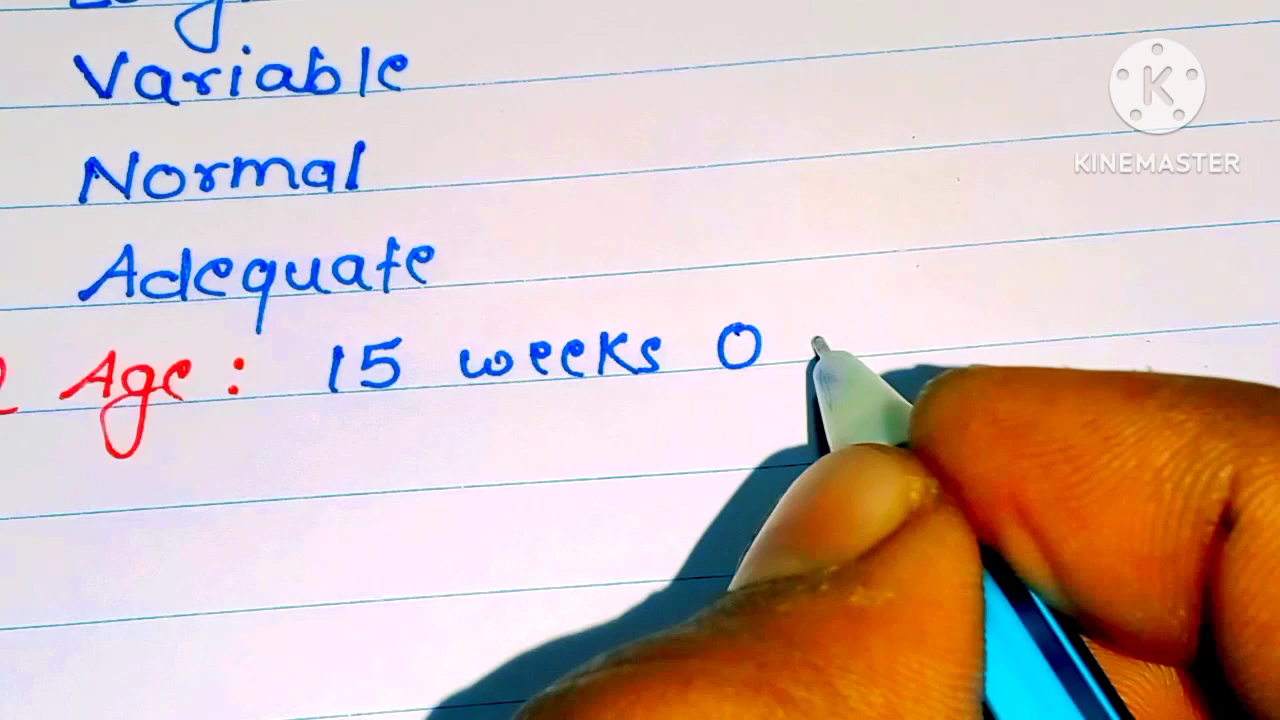 Variable
Normal
Adequate
Age: 15 weeks 0
K
KINEMASTER